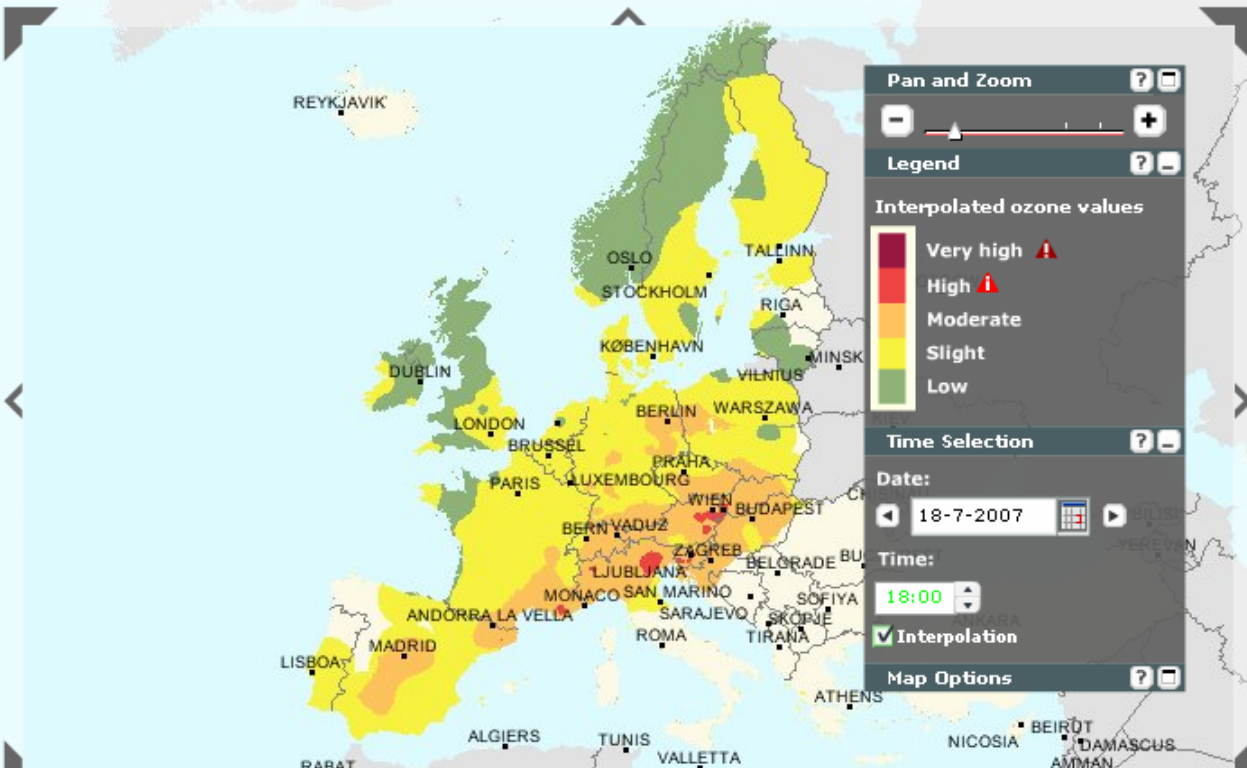 REYKJAVIK
OSLO
TALLINN
STOCKHOLM
RIGA
KØBENHAVN
MINSK
DUBLIN
VILNIUS
BERLIN
WARSZAWA
LONDON
BRUSSEL
PRAHA
PARIS
LUXEMBOURG
WIEN
BUDAPEST
BERN
VADUZ
ZAGREB
BELGRADE
LJUBLJANA
MONACO
SAN MARINO
SOFIYA
ANDORRA LA VELLA
SARAJEVO
SKOPJE
ROMA
TIRANA
MADRID
LISBOA
ATHENS
ALGIERS
TUNIS
VALLETTA
RABAT
NICOSIA
BEIRUT
DAMASCUS
AMMAN
Pan and Zoom ?
- +
Legend ?
Interpolated ozone values
Very high
High
Moderate
Slight
Low
KIEV
Time Selection ?
Date:
CHISINAU
18-7-2007
TBILISI
YEREVAN
Time:
18:00
ANKARA
Interpolation
Map Options ?